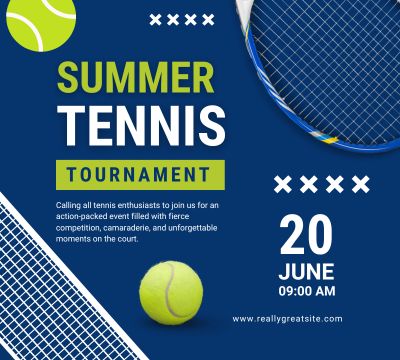 SUMMER
TENNIS
TOURNAMENT
Calling all tennis enthusiasts to join us for an
action-packed event filled with fierce
competition, camaraderie, and unforgettable
moments on the court.
20
JUNE
09:00 AM
www.reallygreatsite.com